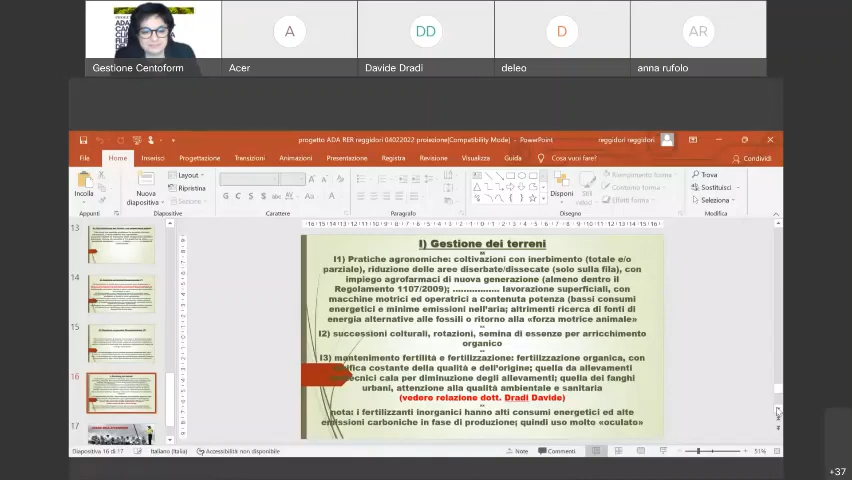 Gestione Centoform
A
Acer
DD
Davide Dradi
D
deleo
AR
anna rufolo
progetto ADA RER reggidori 04022022 proiezione[Compatibility Mode] - PowerPoint
reggidori reggidori
File Home Inserisci Progettazione Transizioni Animazioni Presentazione Registra Revisione Visualizza Guida Cosa vuoi fare? Condividi
Incolla
Nuova diapositiva
Layout
Ripristina
Sezione
Disponi
Riempimento forma
Contorno forma
Effetti forma
Trova
Sostituisci
Seleziona
Appunti Diapositive Carattere Paragrafo Disegno Modifica
13
14
15
16
17
I) Gestione dei terreni
I1) Pratiche agronomiche: coltivazioni con inerbimento (totale e/o
parziale), riduzione delle aree diserbate/dissecate (solo sulla fila), con
impiego agrofarmaci di nuova generazione (almeno dentro il
Regolamento 1107/2009); ................. lavorazione superficiali, con
macchine motrici ed operatrici a contenuta potenza (bassi consumi
energetici e minime emissioni nell'aria; altrimenti ricerca di fonti di
energia alternative alle fossili o ritorno alla «forza motrice animale»
I2) successioni colturali, rotazioni, semina di essenze per arricchimento
organico
I3) mantenimento fertilità e fertilizzazione: fertilizzazione organica, con
costante della qualità e dell'origine; quella da allevamenti
cala per diminuzione degli allevamenti; quella dei fanghi
urbani, attenzione alla qualità ambientale e sanitaria
(vedere relazione dott. Dradi Davide)
nota: i fertilizzanti inorganici hanno alti consumi energetici ed alte
emissioni carboniche in fase di produzione; quindi uso molto «oculato»
Diapositiva 16 di 17 Italiano (Italia) Accessibilità non disponibile Note Commenti 51%
+37